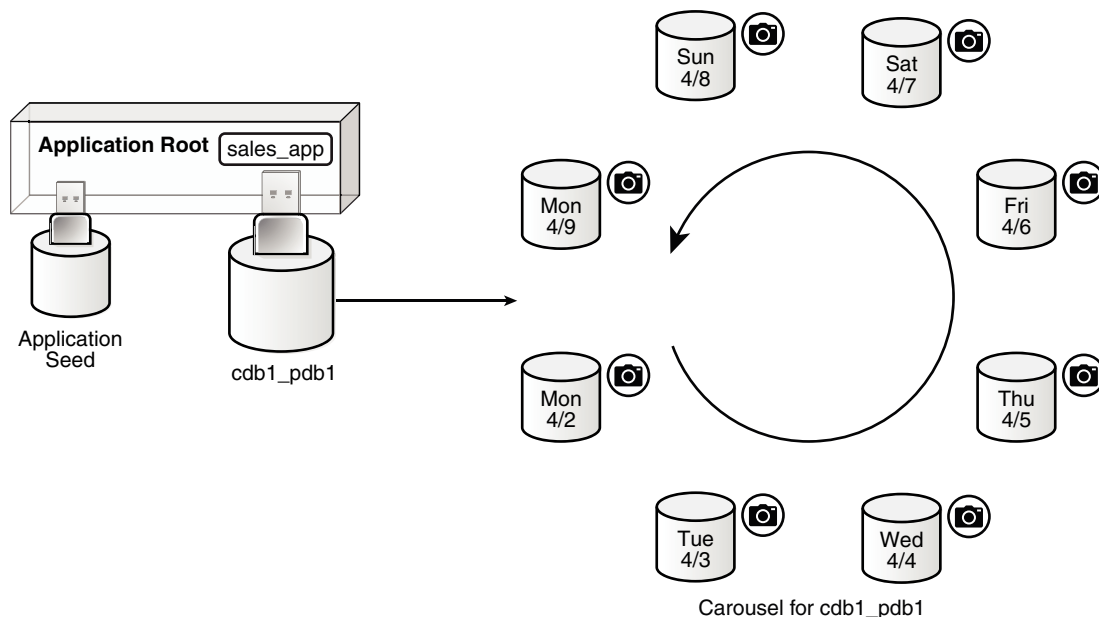 Application Root
sales_app
Application
Seed
cdb1_pdb1
Sun
4/8
Sat
4/7
Mon
4/9
Fri
4/6
Mon
4/2
Thu
4/5
Tue
4/3
Wed
4/4
Carousel for cdb1_pdb1